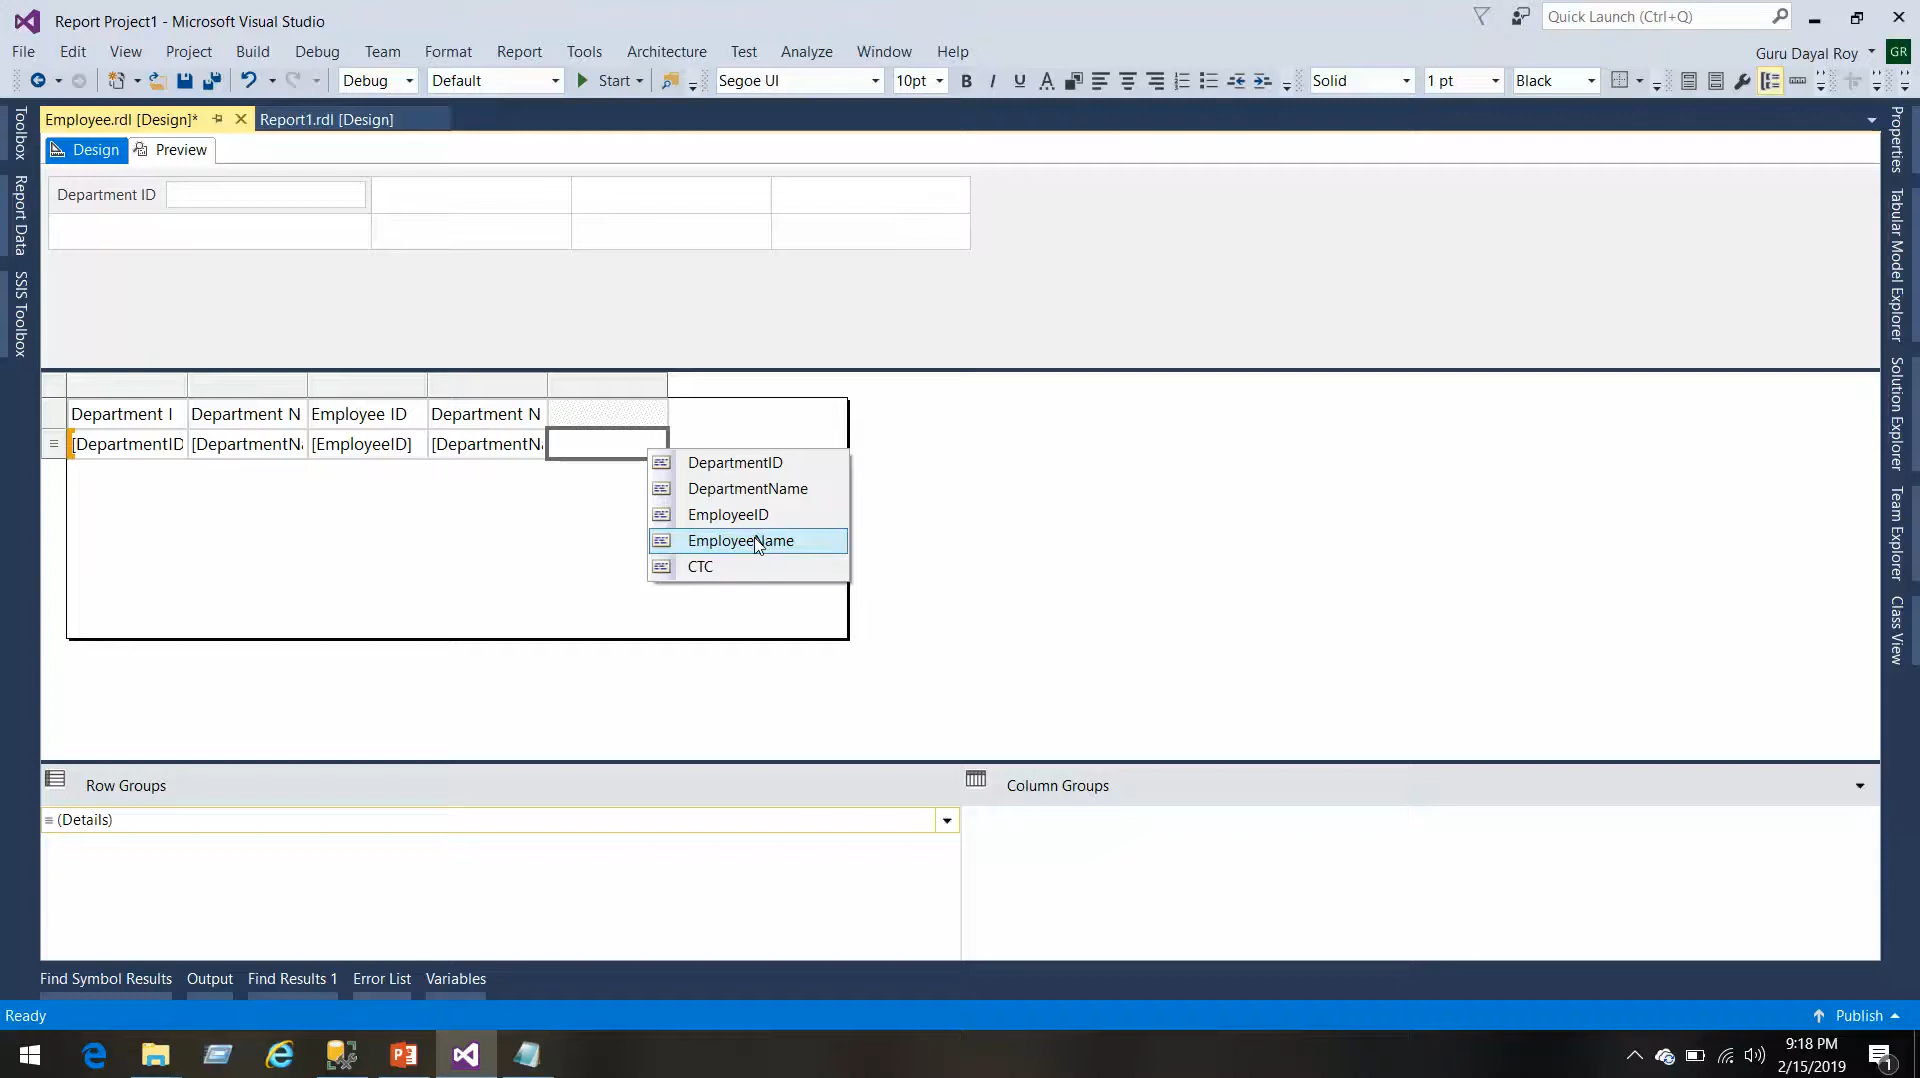 Report Project1 - Microsoft Visual Studio
Quick Launch (Ctrl+Q)
File Edit View Project Build Debug Team Format Report Tools Architecture Test Analyze Window Help
Guru Dayal Roy GR
Debug Default Start Segoe UI 10pt B I U A Solid 1 pt Black
Employee.rdl [Design]* Report1.rdl [Design]
Design Preview
Toolbox
Report Data
SSIS Toolbox
Department ID
Department I Department N Employee ID Department N
[DepartmentID [DepartmentNa [EmployeeID] [DepartmentNa
DepartmentID
DepartmentName
EmployeeID
EmployeeName
CTC
Properties
Tabular Model Explorer
Solution Explorer
Team Explorer
Class View
Row Groups Column Groups
(Details)
Find Symbol Results Output Find Results 1 Error List Variables
Ready Publish
9:18 PM
2/15/2019
1